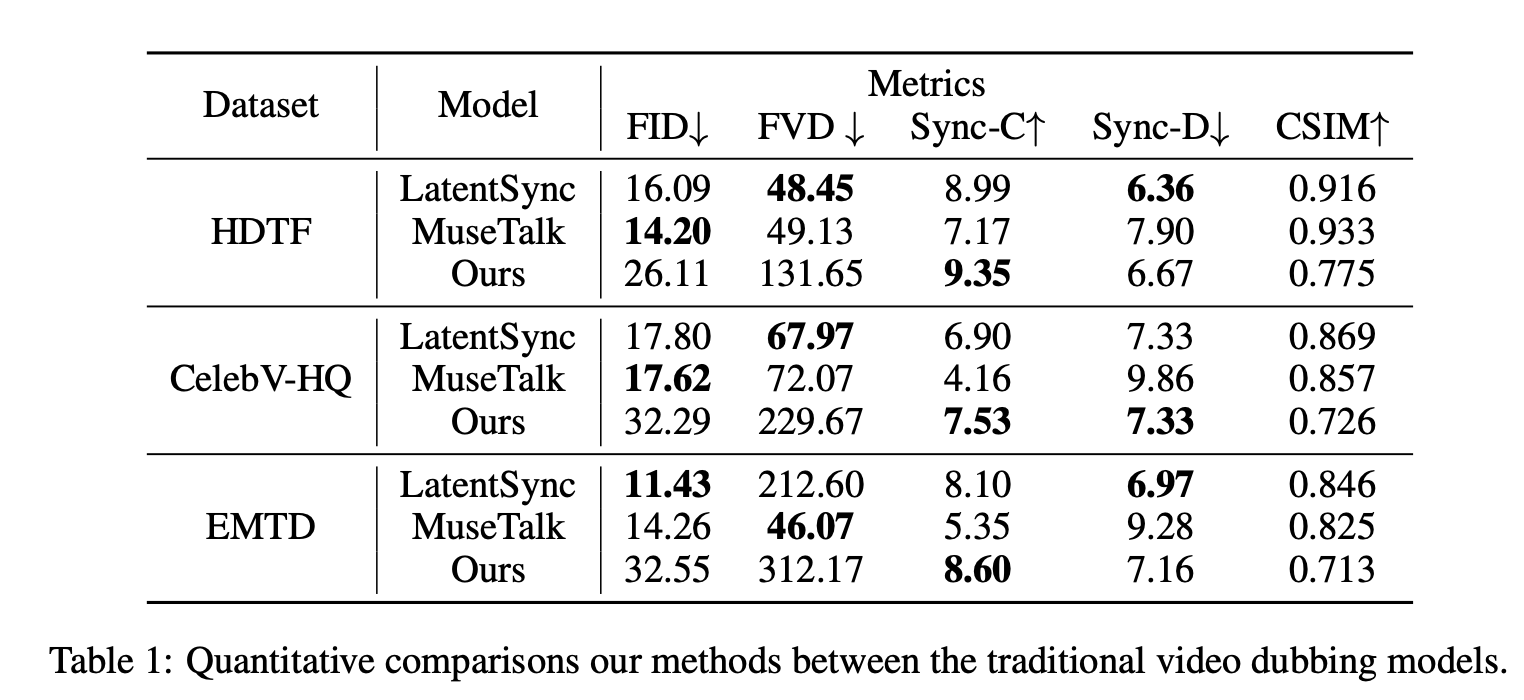 Metrics
Dataset Model FID↓ FVD ↓ Sync-C↑ Sync-D↓ CSIM↑
LatentSync 16.09 48.45 8.99 6.36 0.916
HDTF MuseTalk 14.20 49.13 7.17 7.90 0.933
Ours 26.11 131.65 9.35 6.67 0.775
LatentSync 17.80 67.97 6.90 7.33 0.869
CelebV-HQ MuseTalk 17.62 72.07 4.16 9.86 0.857
Ours 32.29 229.67 7.53 7.33 0.726
LatentSync 11.43 212.60 8.10 6.97 0.846
EMTD MuseTalk 14.26 46.07 5.35 9.28 0.825
Ours 32.55 312.17 8.60 7.16 0.713
Table 1: Quantitative comparisons our methods between the traditional video dubbing models.